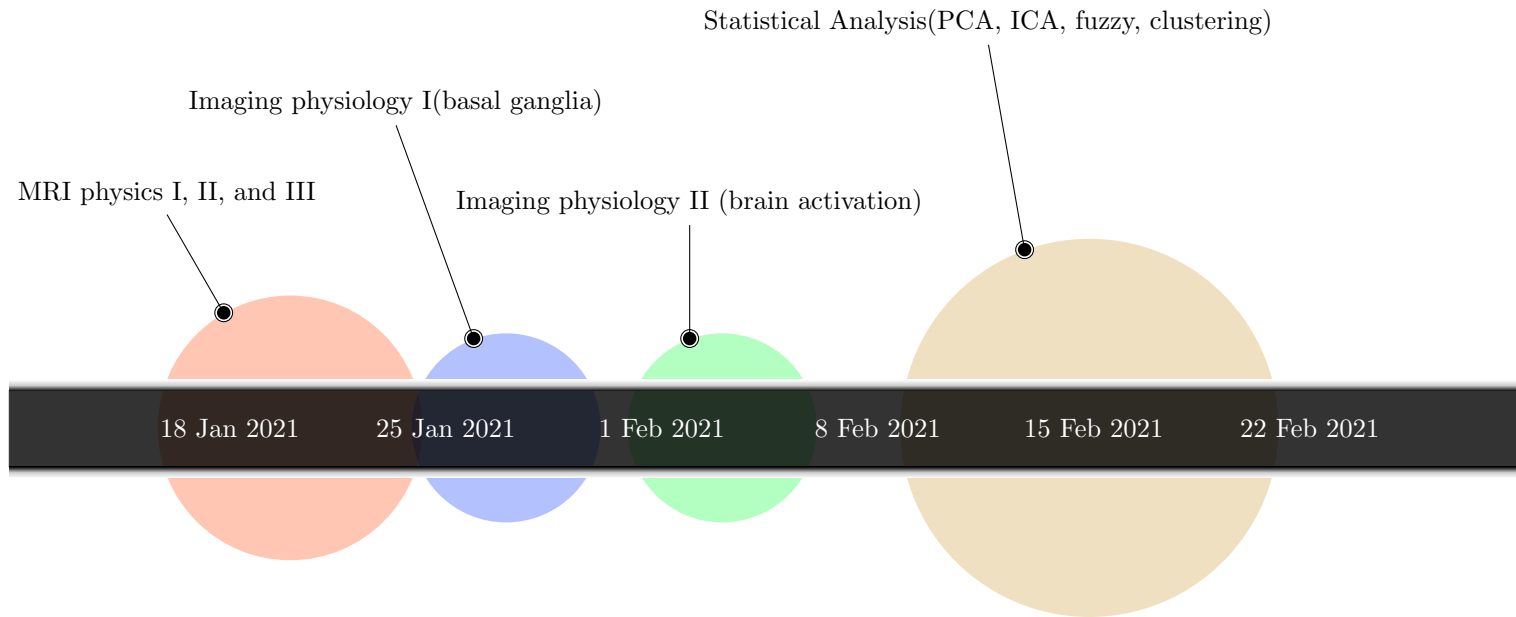 Statistical Analysis(PCA, ICA, fuzzy, clustering)
Imaging physiology I(basal ganglia)
MRI physics I, II, and III
Imaging physiology II (brain activation)
18 Jan 2021
25 Jan 2021
1 Feb 2021
8 Feb 2021
15 Feb 2021
22 Feb 2021